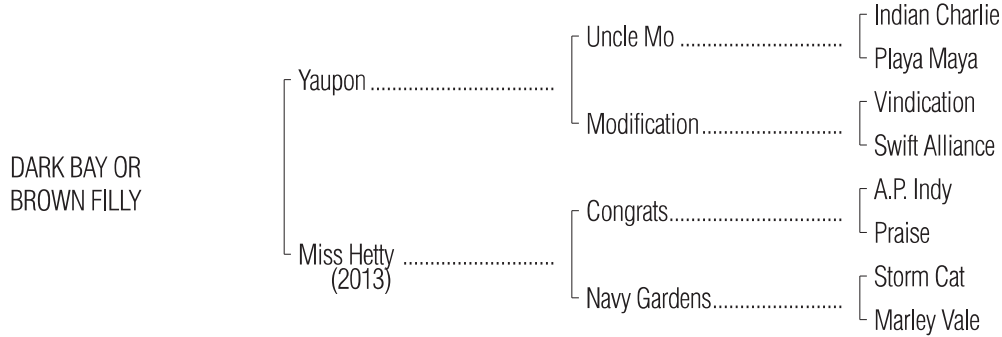 Indian Charlie
Uncle Mo ..............................
Playa Maya
Yaupon ..................................
Vindication
Modification..........................
Swift Alliance
DARK BAY OR
BROWN FILLY
A.P. Indy
Congrats................................
Praise
Miss Hetty ............................
(2013)
Storm Cat
Navy Gardens........................
Marley Vale